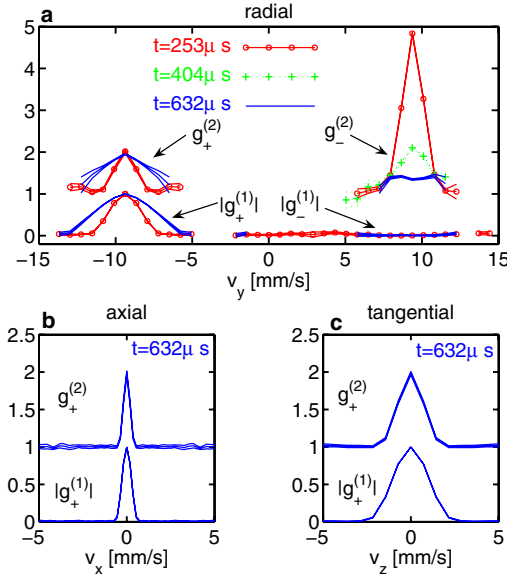 a radial
t=253μ s
t=404μ s
t=632μ s
g+(2)
g−(2)
|g+(1)|
|g−(1)|
5
4
3
2
1
0
−15 −10 −5 0 5 10 15
vy [mm/s]
b axial
t=632μ s
g+(2)
|g+(1)|
2.5
2
1.5
1
0.5
0
−5 0 5
vx [mm/s]
c tangential
t=632μ s
g+(2)
|g+(1)|
2.5
2
1.5
1
0.5
0
−5 0 5
vz [mm/s]